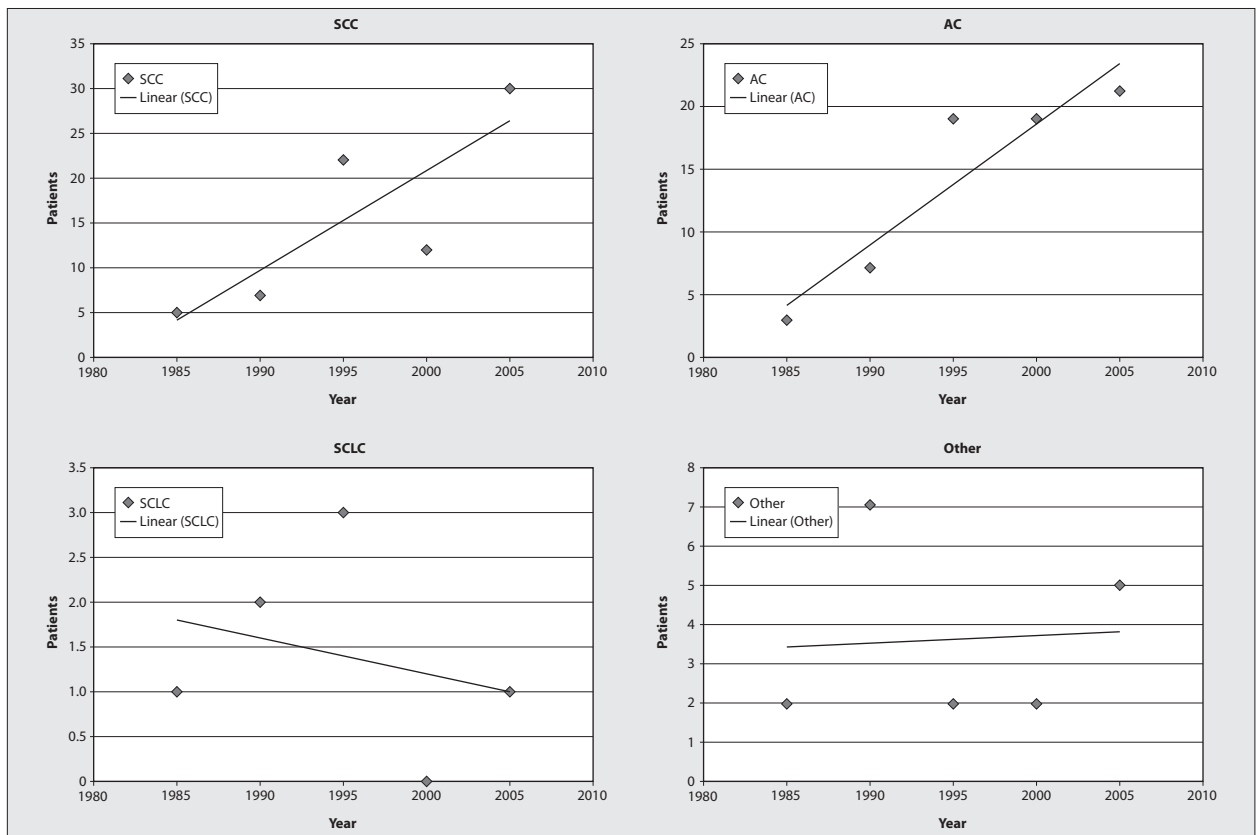 SCC
35
30
25
20
15
10
5
0
SCC
Linear (SCC)
Patients
1980 1985 1990 1995 2000 2005 2010
Year
AC
25
20
15
10
5
0
AC
Linear (AC)
Patients
1980 1985 1990 1995 2000 2005 2010
Year
SCLC
3.5
3.0
2.5
2.0
1.5
1.0
0.5
0
SCLC
Linear (SCLC)
Patients
1980 1985 1990 1995 2000 2005 2010
Year
Other
8
7
6
5
4
3
2
1
0
Other
Linear (Other)
Patients
1980 1985 1990 1995 2000 2005 2010
Year